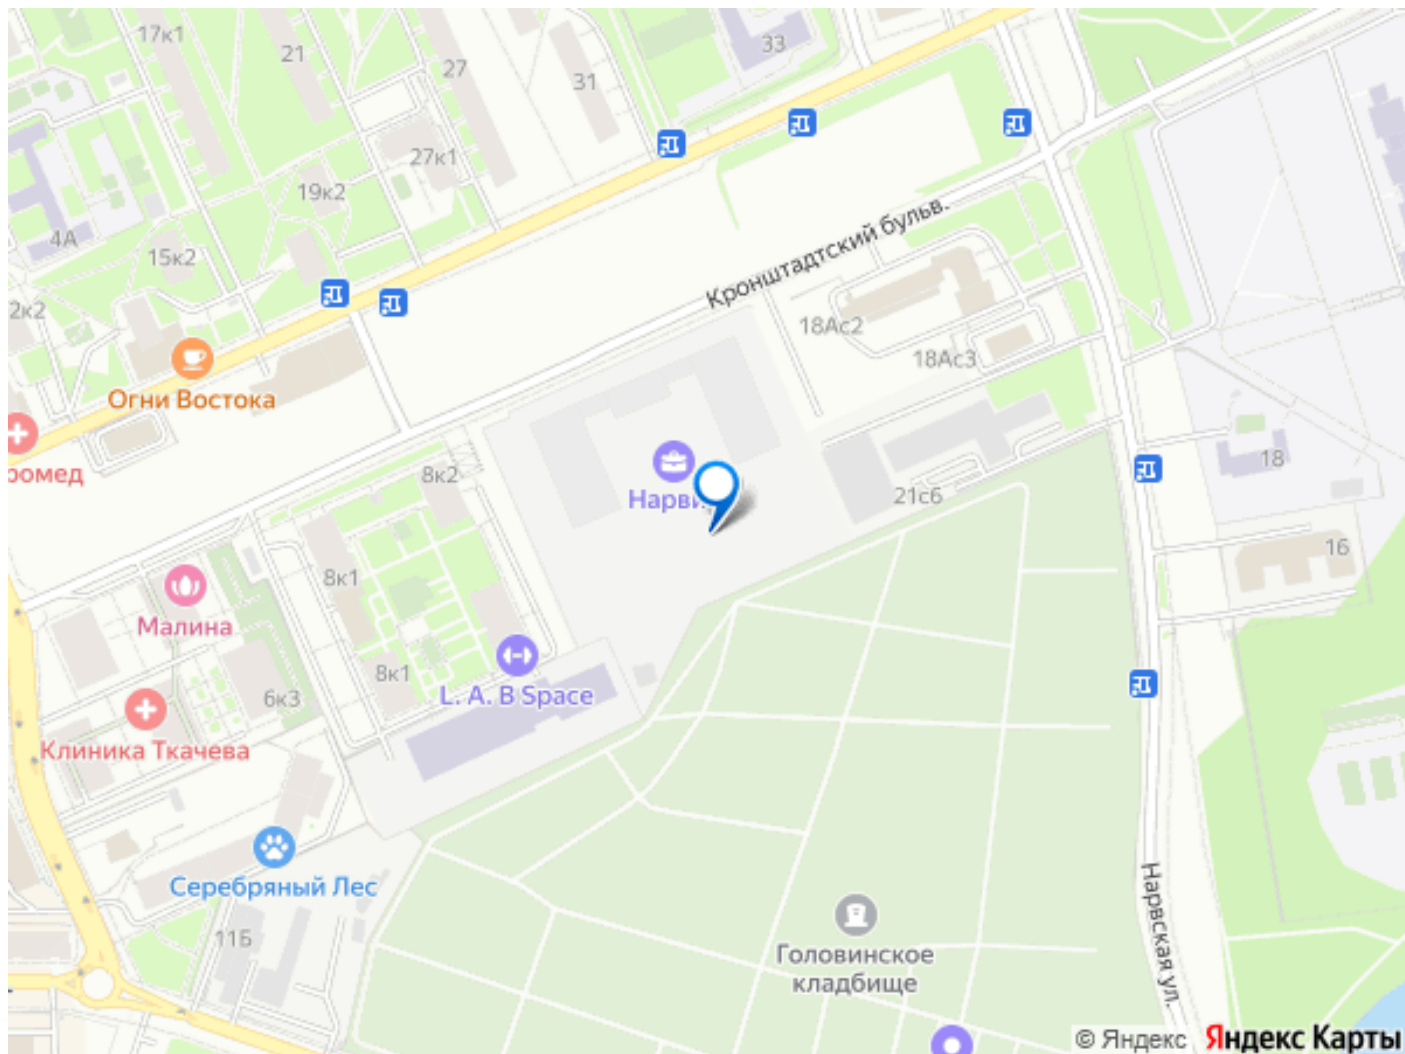 17к1
21
27
31
33
27к1
19к2
4А
15к2
2к2
Кронштадтский бульв.
18Ас2
18Ас3
Огни Востока
ромед
8к2
Нарви
21с6
18
16
8к1
Малина
8к1
L. A. B Space
6к3
Клиника Ткачева
Серебряный Лес
11Б
Головинское
кладбище
Нарвская ул.
© Яндекс Яндекс Карты